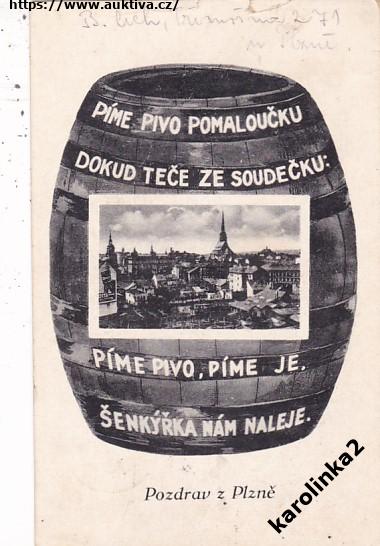 https://www.auktiva.cz/
271
PÍME PIVO POMALOUČKU
DOKUD TEČE ZE SOUDEČKU:
PÍME PIVO, PÍME JE.
ŠENKÝŘKA NÁM NALEJE.
Pozdrav z Plzně
karolinka2